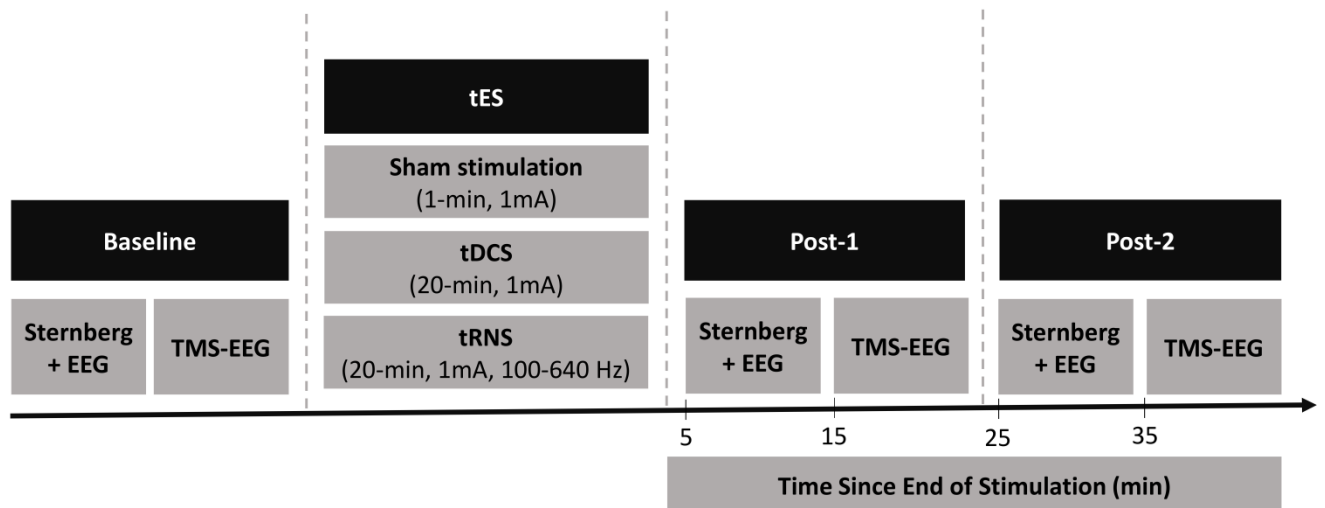 tES
Sham stimulation
(1-min, 1mA)
tDCS
(20-min, 1mA)
tRNS
(20-min, 1mA, 100-640 Hz)
Baseline
Sternberg
+ EEG
TMS-EEG
Post-1
Sternberg
+ EEG
TMS-EEG
Post-2
Sternberg
+ EEG
TMS-EEG
5
15
25
35
Time Since End of Stimulation (min)